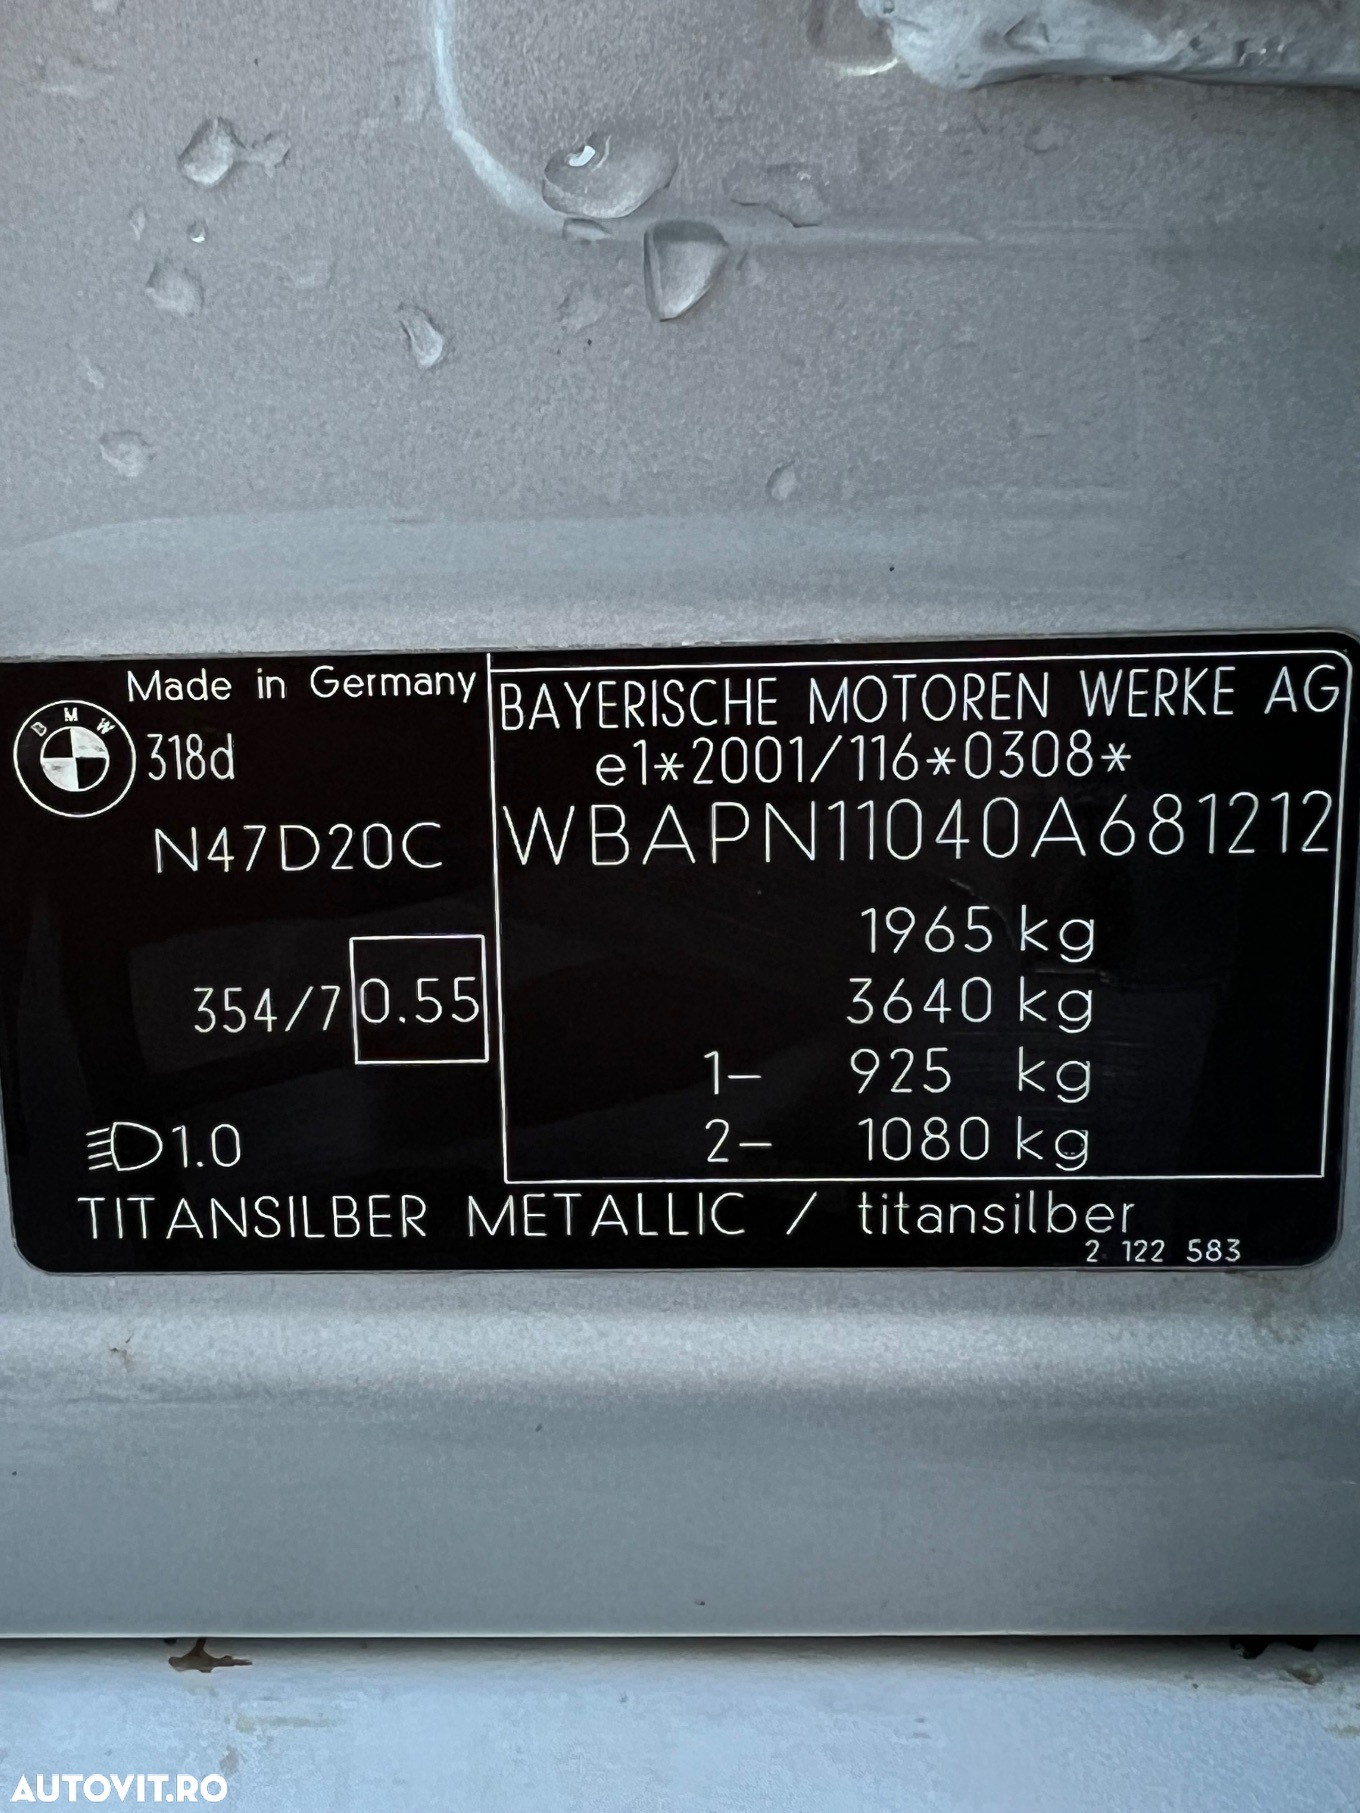 Made in Germany
BMW
318d
N47D20C
354/7 0.55
1.0
BAYERISCHE MOTOREN WERKE AG
e1*2001/116*0308*
WBAPN11040A681212
1965 kg
3640 kg
1- 925 kg
2- 1080 kg
TITANSILBER METALLIC / titansilber
2 122 583
AUTOVIT.RO